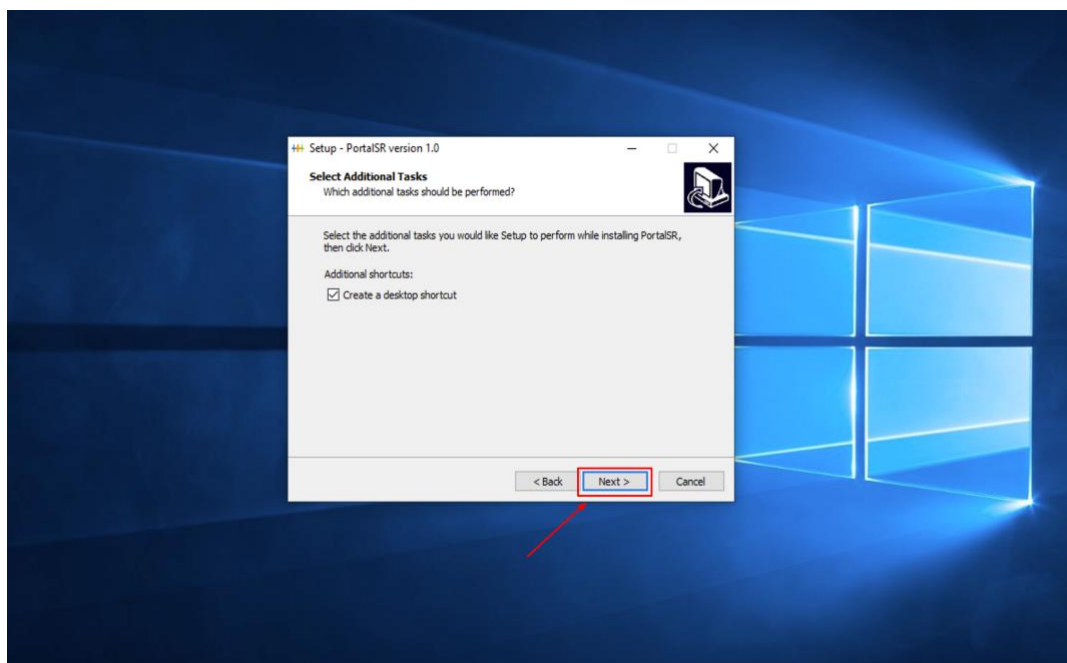 Setup - PortalSR version 1.0
Select Additional Tasks
Which additional tasks should be performed?
Select the additional tasks you would like Setup to perform while installing PortalSR,
then click Next.
Additional shortcuts:
Create a desktop shortcut
< Back Next > Cancel